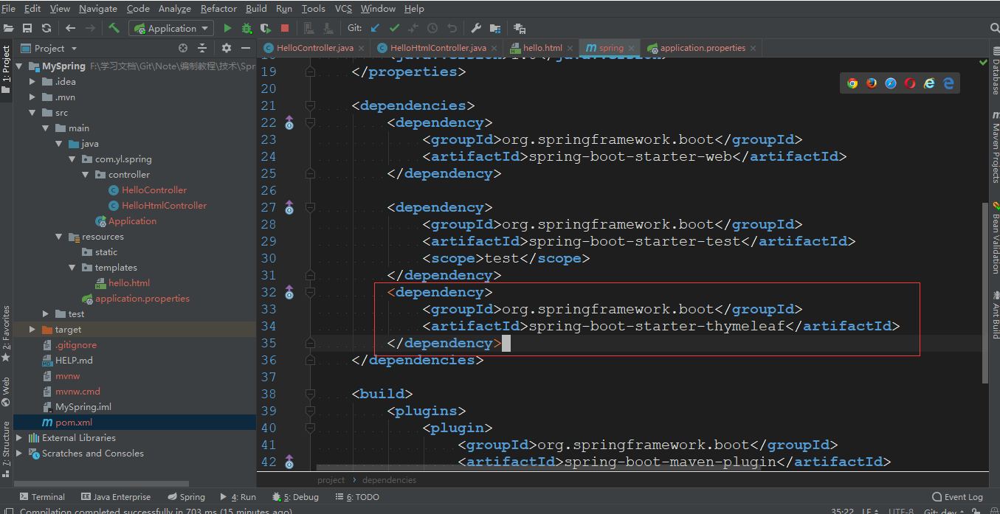 File Edit View Navigate Code Analyze Refactor Build Run Tools VCS Window Help
Application Git:
Project
HelloController.java HelloHtmlController.java hello.html spring application.properties
1: Project
2: Favorites
Web
7: Structure
MySpring F:\学习文档\Git\Note\编制教程\技术\Spr
.idea
.mvn
src
main
java
com.yl.spring
controller
HelloController
HelloHtmlController
Application
resources
static
templates
hello.html
application.properties
test
target
.gitignore
HELP.md
mvnw
mvnw.cmd
MySpring.iml
pom.xml
External Libraries
Scratches and Consoles
19 </properties>
20
21 <dependencies>
22 <dependency>
23 <groupId>org.springframework.boot</groupId>
24 <artifactId>spring-boot-starter-web</artifactId>
25 </dependency>
26
27 <dependency>
28 <groupId>org.springframework.boot</groupId>
29 <artifactId>spring-boot-starter-test</artifactId>
30 <scope>test</scope>
31 </dependency>
32 <dependency>
33 <groupId>org.springframework.boot</groupId>
34 <artifactId>spring-boot-starter-thymeleaf</artifactId>
35 </dependency>
36 </dependencies>
37
38 <build>
39 <plugins>
40 <plugin>
41 <groupId>org.springframework.boot</groupId>
42 <artifactId>spring-boot-maven-plugin</artifactId>
project › dependencies
Database
Maven Projects
Bean Validation
Ant Build
Terminal Java Enterprise Spring 4: Run 5: Debug 6: TODO Event Log
Compilation completed successfully in 703 ms (15 minutes ago) 35:22 LF UTF-8 Git: dev